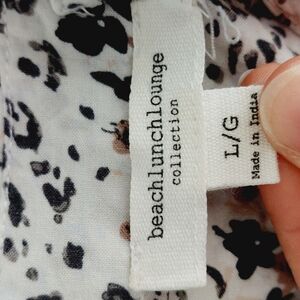 beachlunchlounge
collection
L/G
Made in India